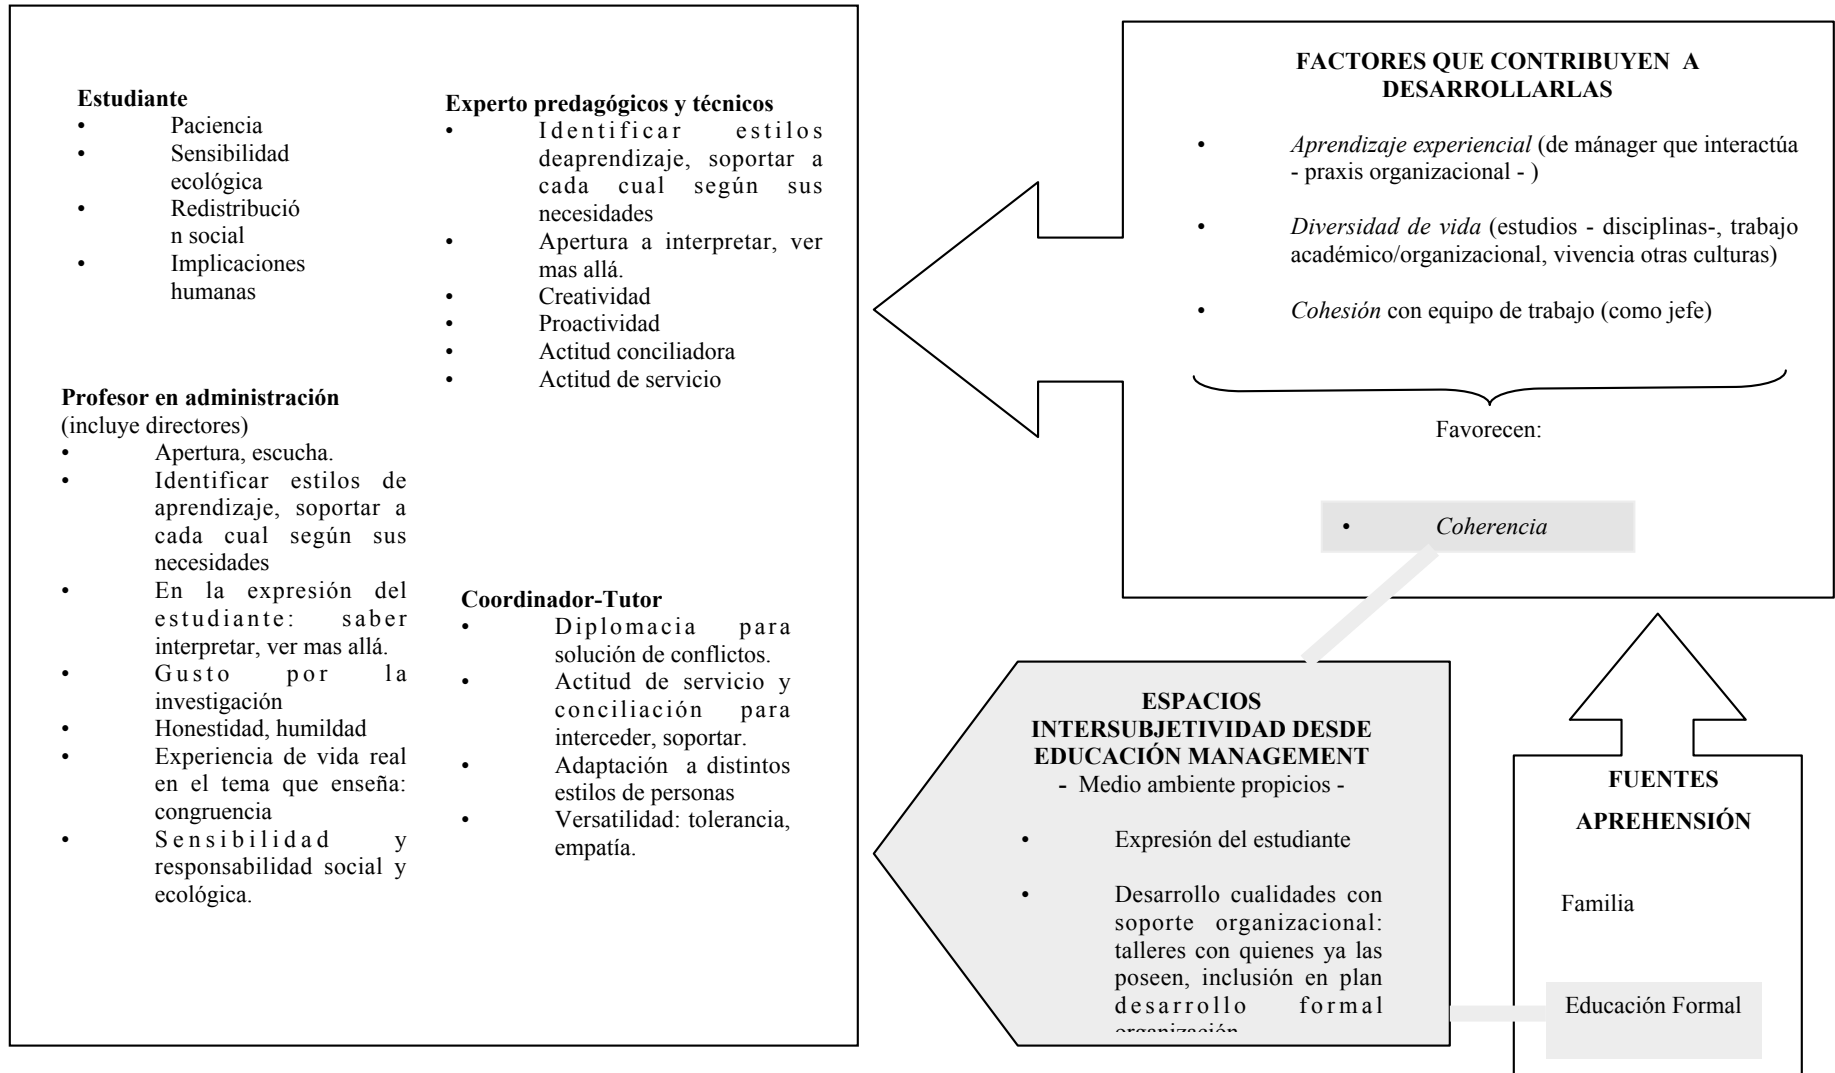 Estudiante
• Paciencia
• Sensibilidad
ecológica
• Redistribució
n social
• Implicaciones
humanas
Profesor en administración
(incluye directores)
• Apertura, escucha.
• Identificar estilos de
aprendizaje, soportar a
cada cual según sus
necesidades
• En la expresión del
estudiante: saber
interpretar, ver mas allá.
• Gusto por la
investigación
• Honestidad, humildad
• Experiencia de vida real
en el tema que enseña:
congruencia
• Sensibilidad y
responsabilidad social y
ecológica.
Experto predagógicos y técnicos
• Identificar estilos
deaprendizaje, soportar a
cada cual según sus
necesidades
• Apertura a interpretar, ver
mas allá.
• Creatividad
• Proactividad
• Actitud conciliadora
• Actitud de servicio
Coordinador-Tutor
• Diplomacia para
solución de conflictos.
• Actitud de servicio y
conciliación para
interceder, soportar.
• Adaptación a distintos
estilos de personas
• Versatilidad: tolerancia,
empatía.
FACTORES QUE CONTRIBUYEN A
DESARROLLARLAS
• Aprendizaje experiencial (de mánager que interactúa
- praxis organizacional - )
• Diversidad de vida (estudios - disciplinas-, trabajo
académico/organizacional, vivencia otras culturas)
• Cohesión con equipo de trabajo (como jefe)
Favorecen:
• Coherencia
ESPACIOS
INTERSUBJETIVIDAD DESDE
EDUCACIÓN MANAGEMENT
- Medio ambiente propicios -
• Expresión del estudiante
• Desarrollo cualidades con
soporte organizacional:
talleres con quienes ya las
poseen, inclusión en plan
desarrollo formal
organización
FUENTES
APREHENSIÓN
Familia
Educación Formal